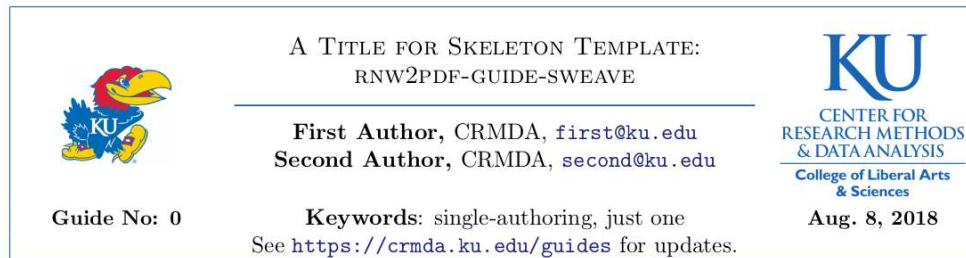 A Title for Skeleton Template:
rnw2pdf-guide-sweave
KU
First Author, CRMDA, first@ku.edu
Second Author, CRMDA, second@ku.edu
KU
CENTER FOR
RESEARCH METHODS
& DATA ANALYSIS
College of Liberal Arts
& Sciences
Guide No: 0
Keywords: single-authoring, just one
See https://crmda.ku.edu/guides for updates.
Aug. 8, 2018